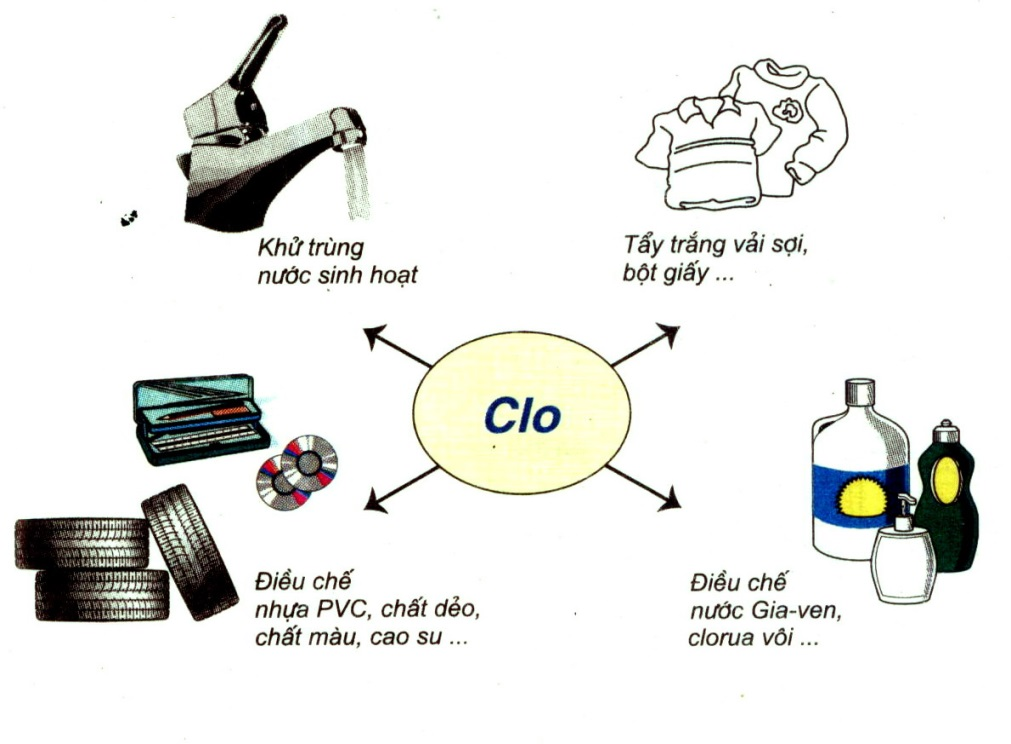 Khử trùng
nước sinh hoạt
Tẩy trắng vải sợi,
bột giấy ...
Clo
Điều chế
nhựa PVC, chất dẻo,
chất màu, cao su ...
Điều chế
nước Gia-ven,
clorua vôi ...